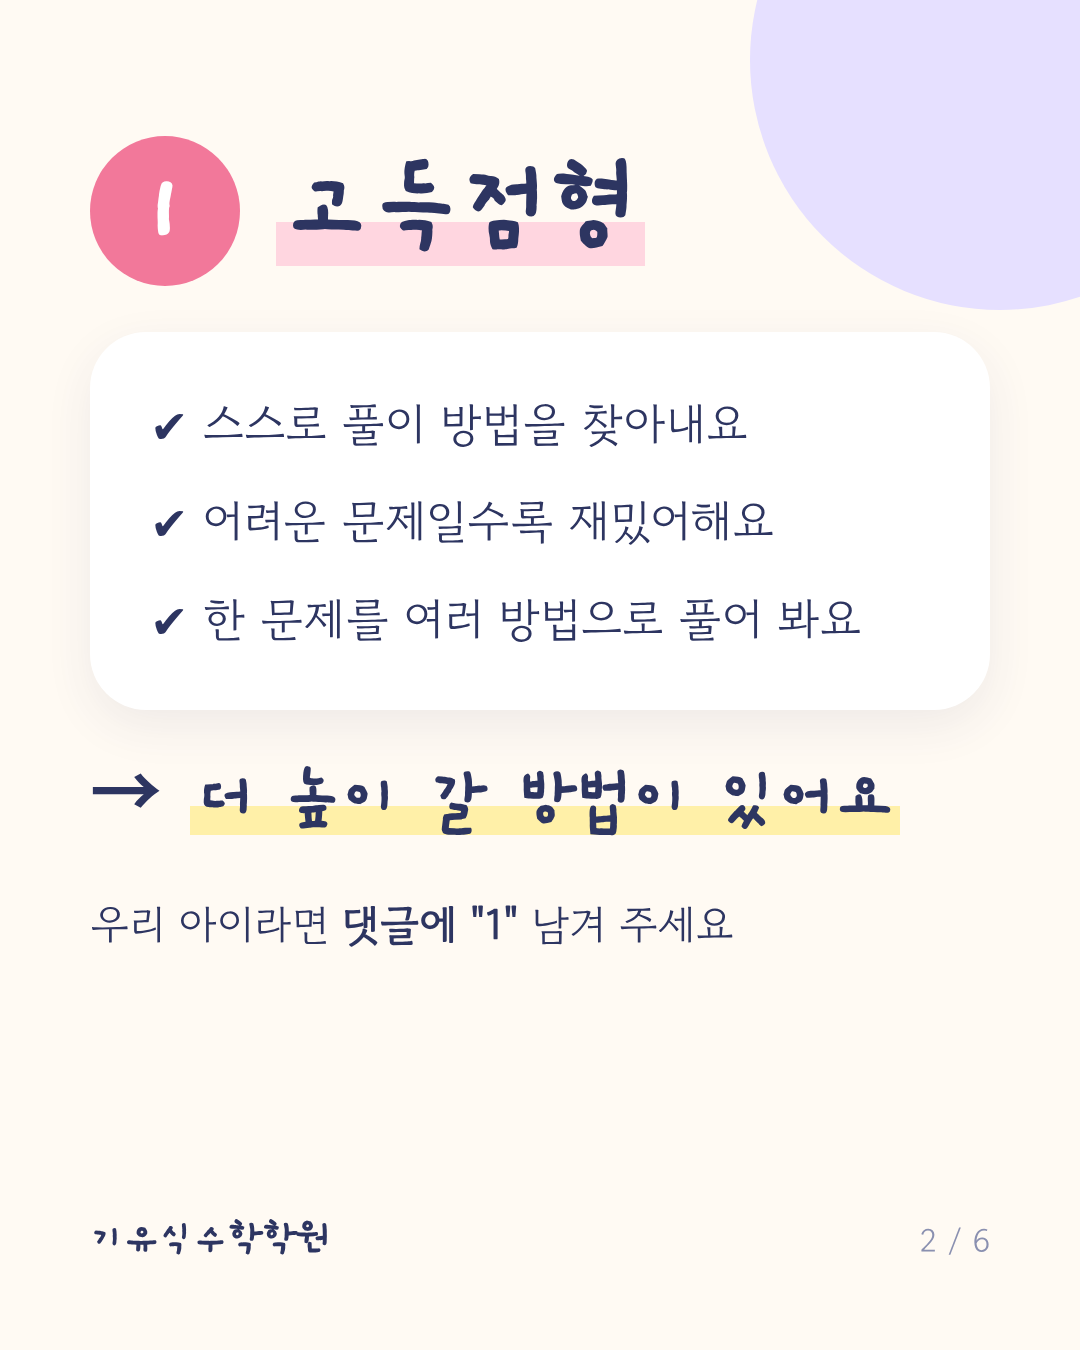 1 고득점형
✔ 스스로 풀이 방법을 찾아내요
✔ 어려운 문제일수록 재밌어해요
✔ 한 문제를 여러 방법으로 풀어 봐요
→ 더 높이 갈 방법이 있어요
우리 아이라면 댓글에 "1" 남겨 주세요
기유식수학학원
2 / 6